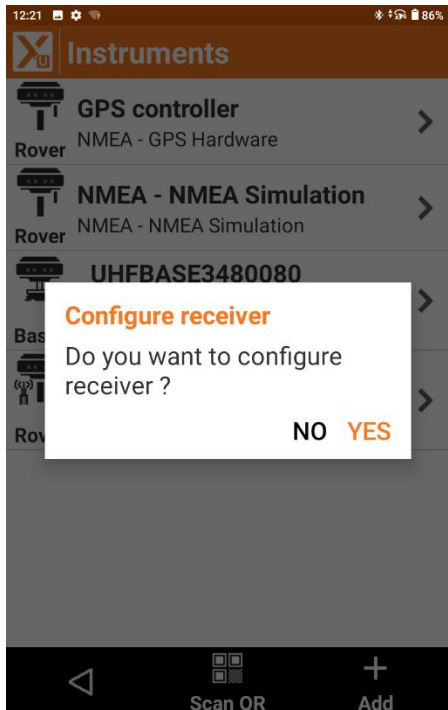 12:21
86%
Instruments
GPS controller
NMEA - GPS Hardware
Rover
NMEA - NMEA Simulation
NMEA - NMEA Simulation
Rover
UHFBASE3480080
Bas
Configure receiver
Do you want to configure
receiver ?
NO YES
Rov
Scan QR
Add